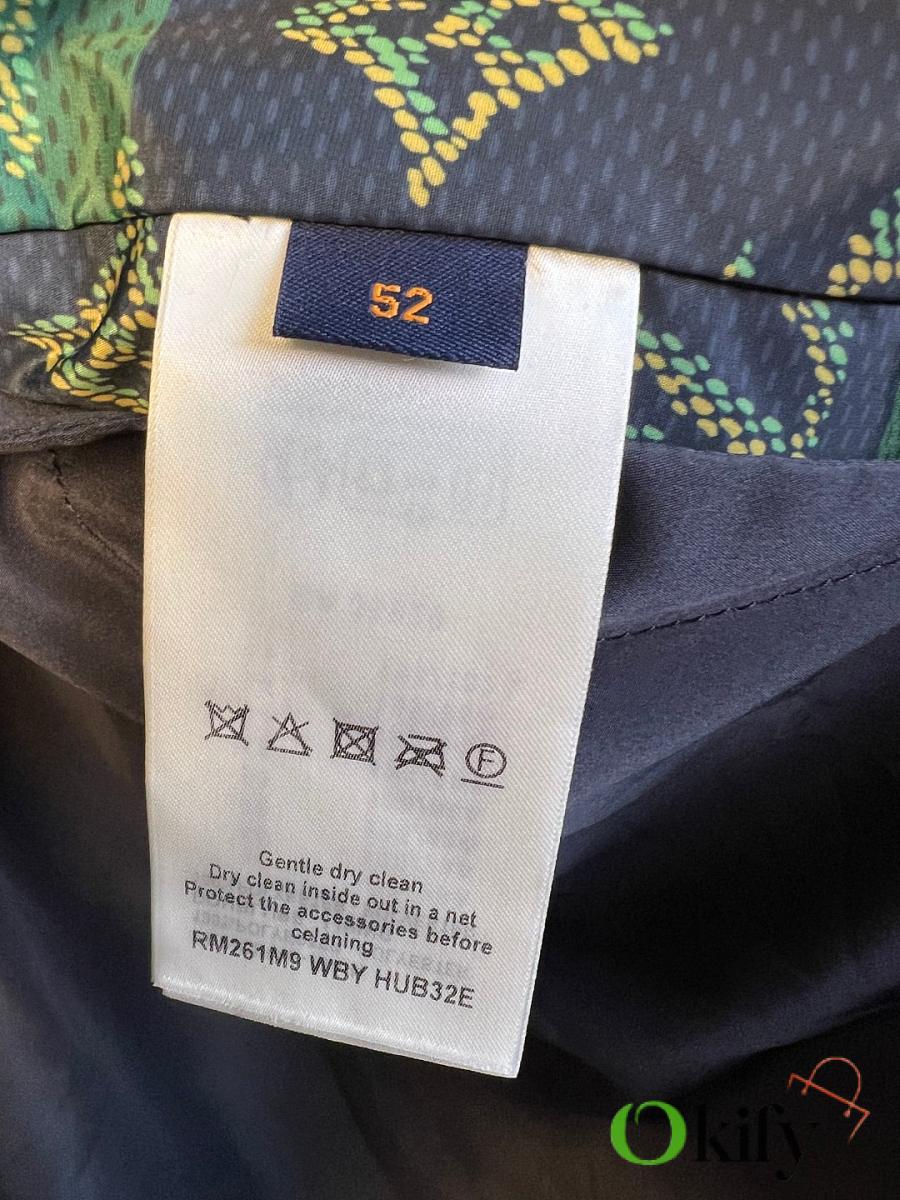 52
F
Gentle dry clean
Dry clean inside out in a net
Protect the accessories before
celaning
RM261M9 WBY HUB32E
Okify